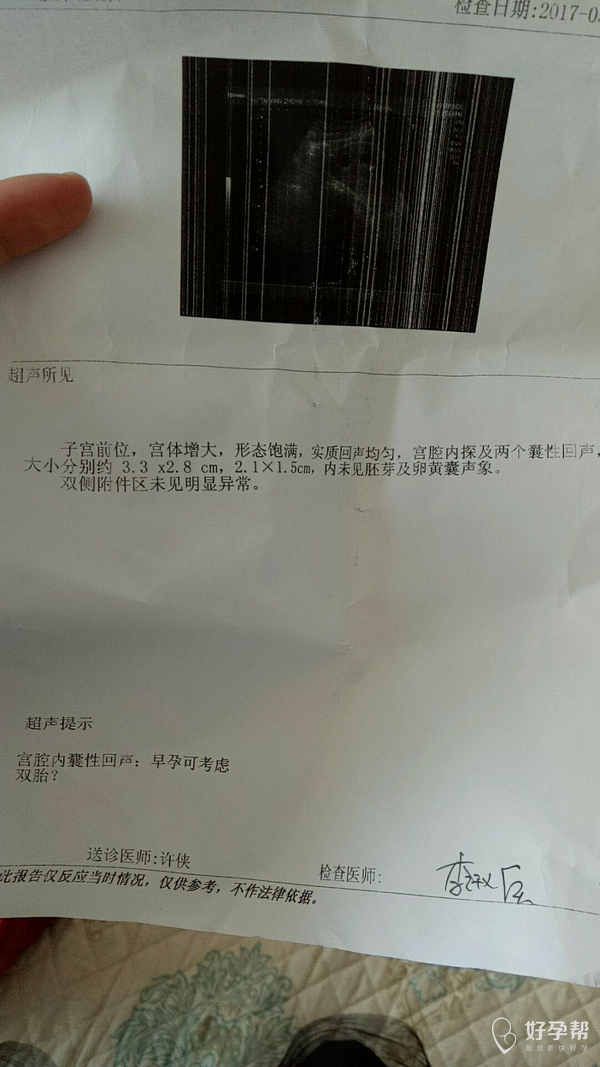 检查日期:2017-0
超声所见
子宫前位，宫体增大，形态饱满，实质回声均匀，宫腔内探及两个囊性回声，
大小分别约 3.3 x2.8 cm，2.1×1.5cm，内未见胚芽及卵黄囊声象。
双侧附件区未见明显异常。
超声提示
宫腔内囊性回声：早孕可考虑
双胎？
送诊医师:许侠
检查医师:
此报告仅反应当时情况，仅供参考，不作法律依据。
好孕帮
助您更快好孕